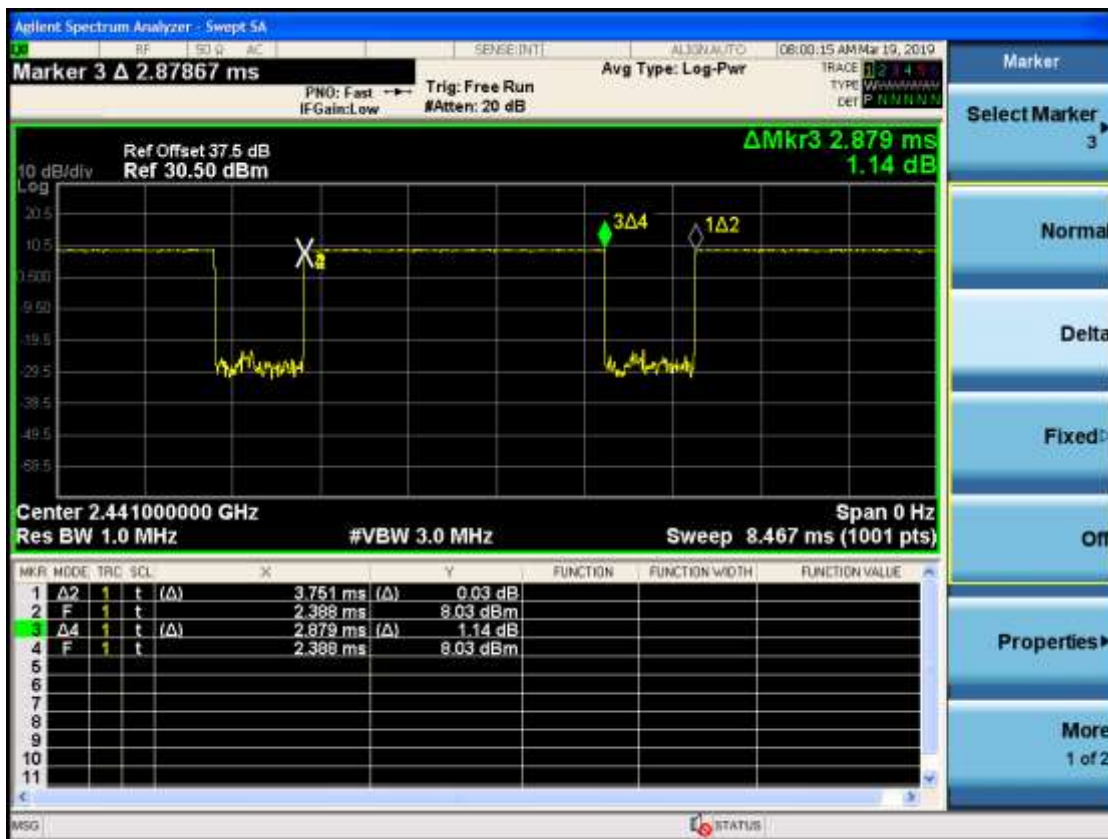 Agilent Spectrum Analyzer - Swept SA
RF 50 Ω AC SENSE:INT ALIGN AUTO 08:00:15 AM Mar 19, 2019
Marker 3 Δ 2.87867 ms
PNO: Fast
IFGain:Low
Trig: Free Run
#Atten: 20 dB
Avg Type: Log-Pwr
TRACE 1 2 3 4 5 6
TYPE W
DET P N N N N N
ΔMkr3 2.879 ms
1.14 dB
Ref Offset 37.5 dB
10 dB/div Ref 30.50 dBm
Log
20.5
10.5
0.500
-9.50
-19.5
-29.5
-39.5
-49.5
-59.5
3Δ4
1Δ2
X
Center 2.441000000 GHz Span 0 Hz
Res BW 1.0 MHz #VBW 3.0 MHz Sweep 8.467 ms (1001 pts)
MKR MODE TRC SCL X Y FUNCTION FUNCTION WIDTH FUNCTION VALUE
1 Δ2 1 t (Δ) 3.751 ms (Δ) 0.03 dB
2 F 1 t 2.388 ms 8.03 dBm
3 Δ4 1 t (Δ) 2.879 ms (Δ) 1.14 dB
4 F 1 t 2.388 ms 8.03 dBm
5
6
7
8
9
10
11
MSG STATUS
Marker
Select Marker
3
Normal
Delta
Fixed
Off
Properties
More
1 of 2